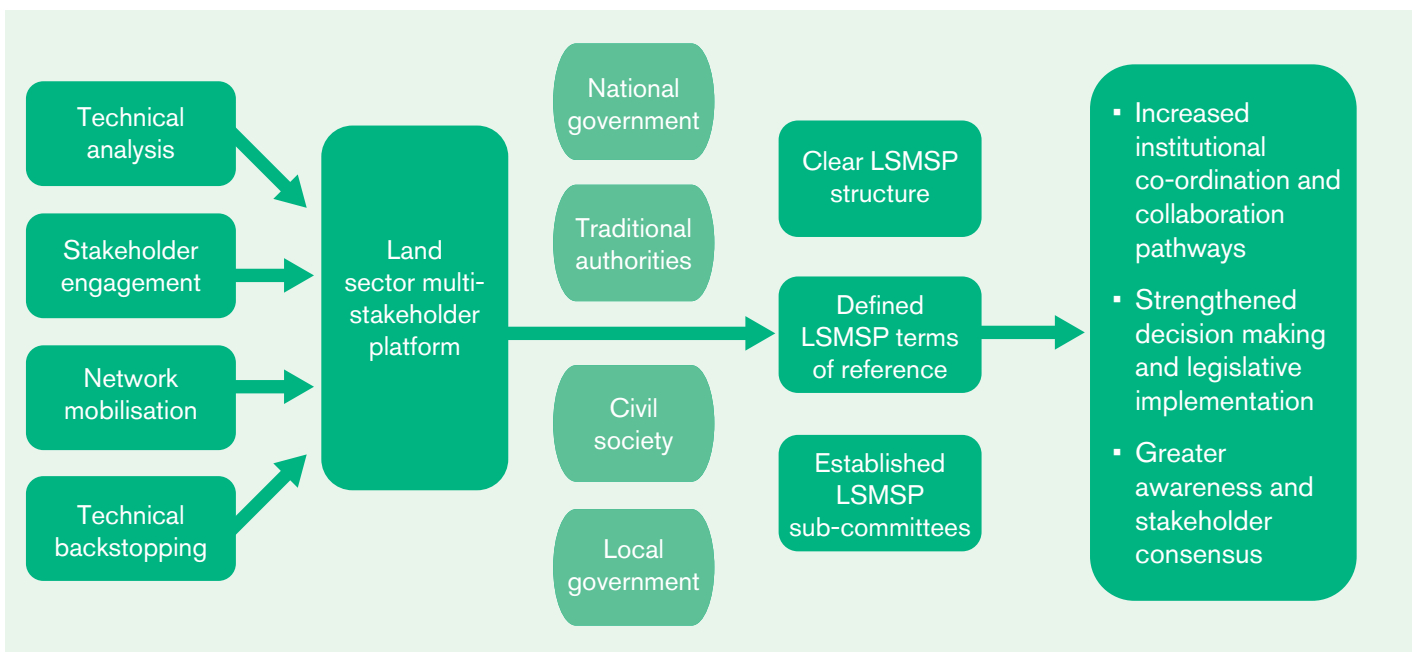 Technical
analysis
Stakeholder
engagement
Network
mobilisation
Technical
backstopping
Land
sector multi-
stakeholder
platform
National
government
Traditional
authorities
Civil
society
Local
government
Clear LSMSP
structure
Defined
LSMSP terms
of reference
Established
LSMSP
sub-committees
▪ Increased
institutional
co-ordination and
collaboration
pathways
▪ Strengthened
decision making
and legislative
implementation
▪ Greater
awareness and
stakeholder
consensus